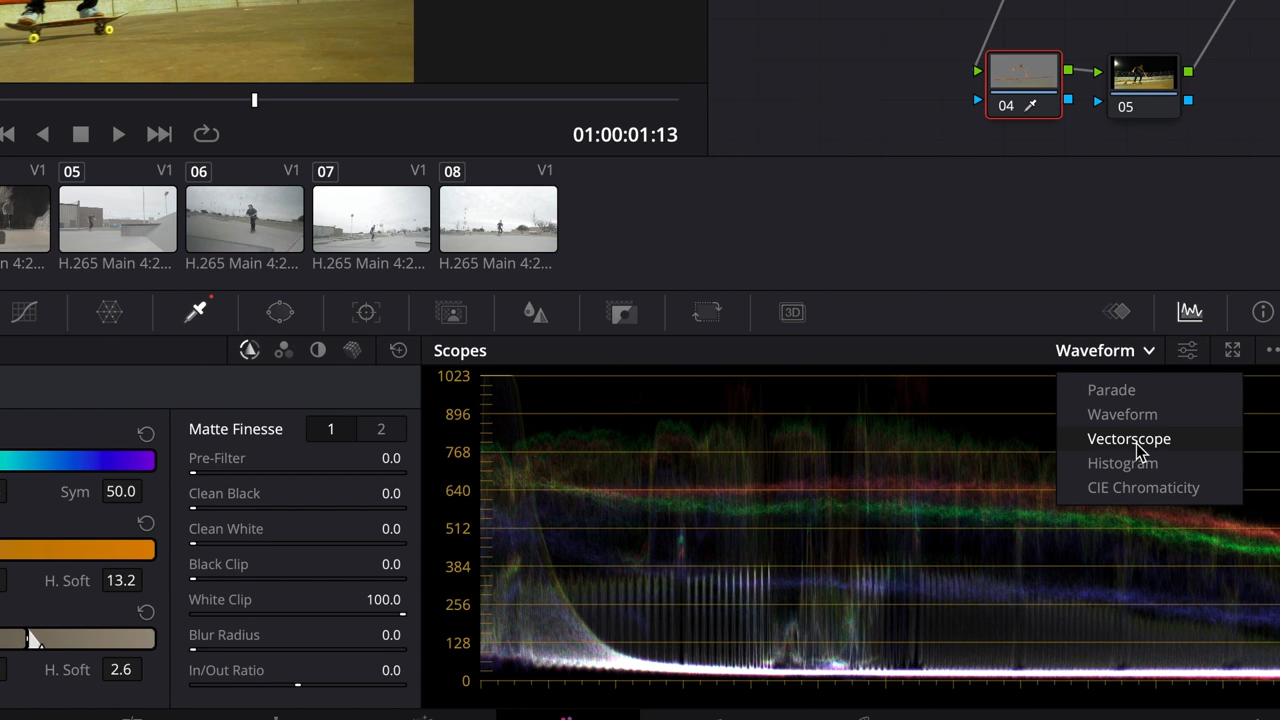 04
05
01:00:01:13
V1
05 V1
06 V1
07 V1
08 V1
n 4:2...
H.265 Main 4:2...
H.265 Main 4:2...
H.265 Main 4:2...
H.265 Main 4:2...
3D
Scopes
Waveform
Parade
Waveform
Vectorscope
Histogram
CIE Chromaticity
Sym 50.0
H. Soft 13.2
H. Soft 2.6
Matte Finesse 1 2
Pre-Filter 0.0
Clean Black 0.0
Clean White 0.0
Black Clip 0.0
White Clip 100.0
Blur Radius 0.0
In/Out Ratio 0.0
1023
896
768
640
512
384
256
128
0